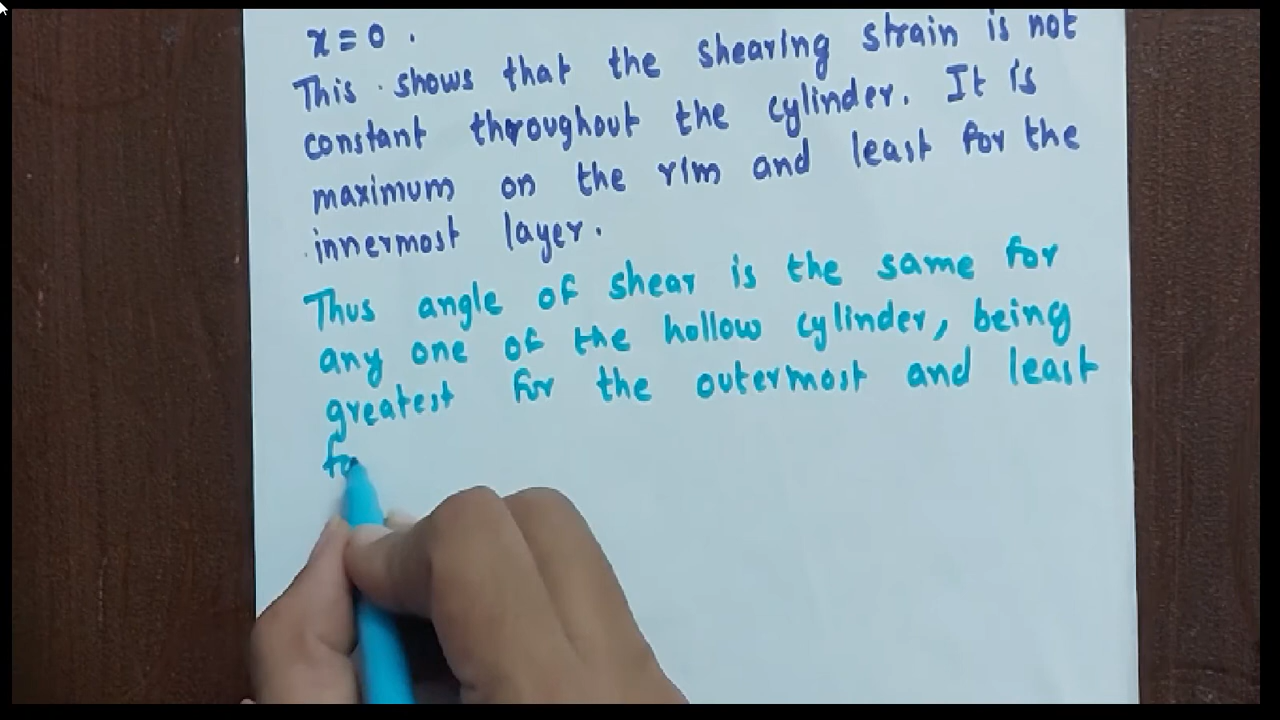 x = 0 .
This shows that the shearing strain is not
constant throughout the cylinder. It is
maximum on the rim and least for the
innermost layer.
Thus angle of shear is the same for
any one of the hollow cylinder, being
greatest for the outermost and least
fo